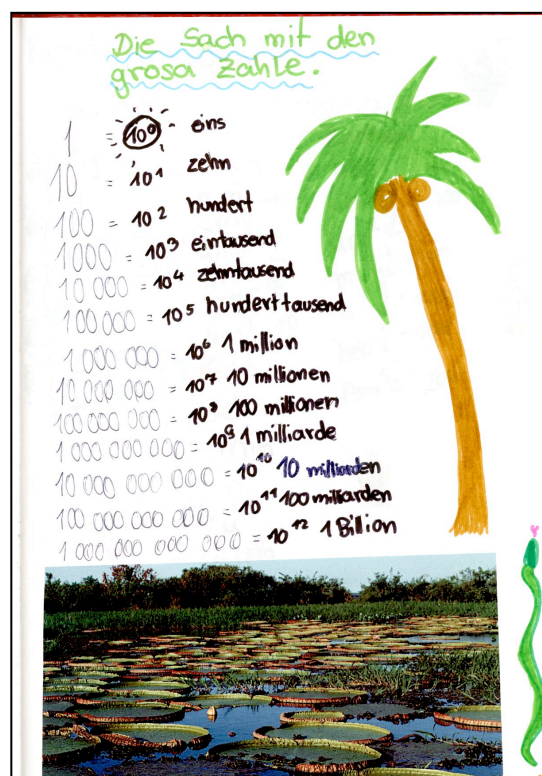 Die Sach mit den
grosa Zahle.
1 = 10⁰ eins
10 = 10¹ zehn
100 = 10² hundert
1000 = 10³ eintausend
10 000 = 10⁴ zehntausend
100 000 = 10⁵ hunderttausend
1 000 000 = 10⁶ 1 million
10 000 000 = 10⁷ 10 millionen
100 000 000 = 10⁸ 100 millionen
1 000 000 000 = 10⁹ 1 milliarde
10 000 000 000 = 10¹⁰ 10 milliarden
100 000 000 000 = 10¹¹ 100 milliarden
1 000 000 000 000 = 10¹² 1 Billion